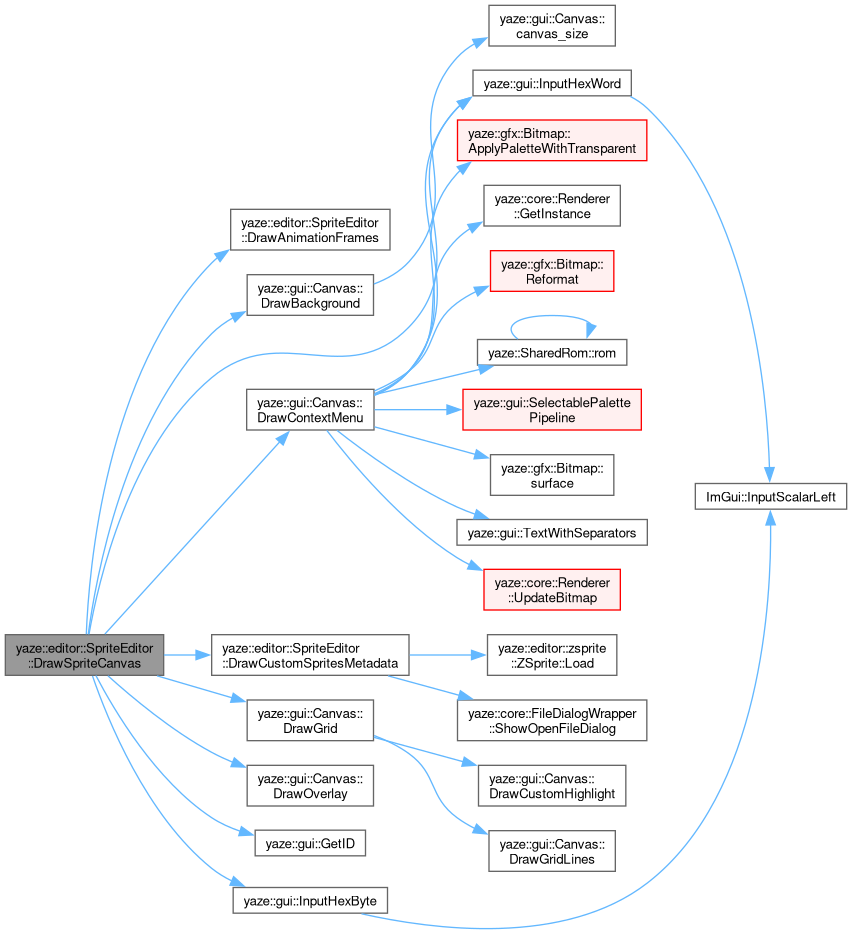 yaze::gui::Canvas::
canvas_size
yaze::gui::InputHexWord
yaze::gfx::Bitmap::
ApplyPaletteWithTransparent
yaze::core::Renderer
::GetInstance
yaze::editor::SpriteEditor
::DrawAnimationFrames
yaze::gfx::Bitmap::
Reformat
yaze::gui::Canvas::
DrawBackground
yaze::SharedRom::rom
yaze::gui::Canvas::
DrawContextMenu
yaze::gui::SelectablePalette
Pipeline
yaze::gfx::Bitmap::
surface
ImGui::InputScalarLeft
yaze::gui::TextWithSeparators
yaze::core::Renderer
::UpdateBitmap
yaze::editor::SpriteEditor
::DrawSpriteCanvas
yaze::editor::SpriteEditor
::DrawCustomSpritesMetadata
yaze::editor::zsprite
::ZSprite::Load
yaze::gui::Canvas::
DrawGrid
yaze::core::FileDialogWrapper
::ShowOpenFileDialog
yaze::gui::Canvas::
DrawOverlay
yaze::gui::Canvas::
DrawCustomHighlight
yaze::gui::GetID
yaze::gui::Canvas::
DrawGridLines
yaze::gui::InputHexByte